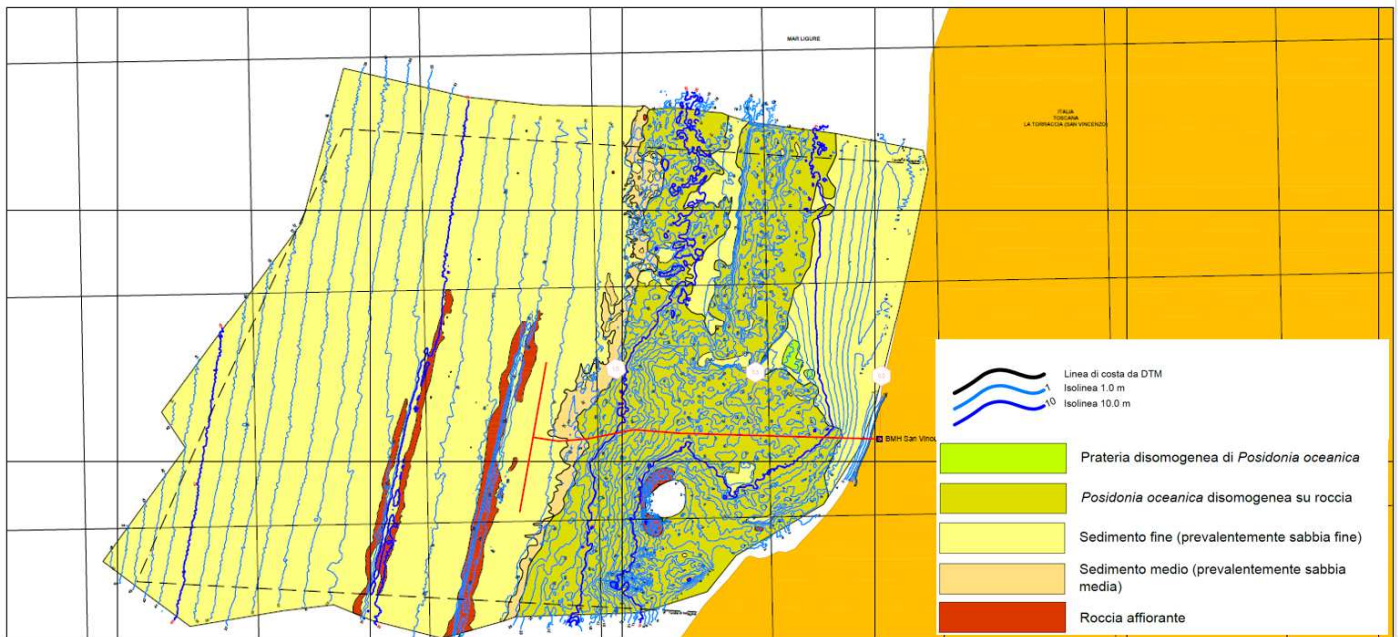 MAR LIGURE
ITALIA
TOSCANA
LA TORRACCIA (SAN VINCENZO)
BMH San Vinc
Linea di costa da DTM
1 Isolinea 1.0 m
10 Isolinea 10.0 m
Prateria disomogenea di Posidonia oceanica
Posidonia oceanica disomogenea su roccia
Sedimento fine (prevalentemente sabbia fine)
Sedimento medio (prevalentemente sabbia
media)
Roccia affiorante